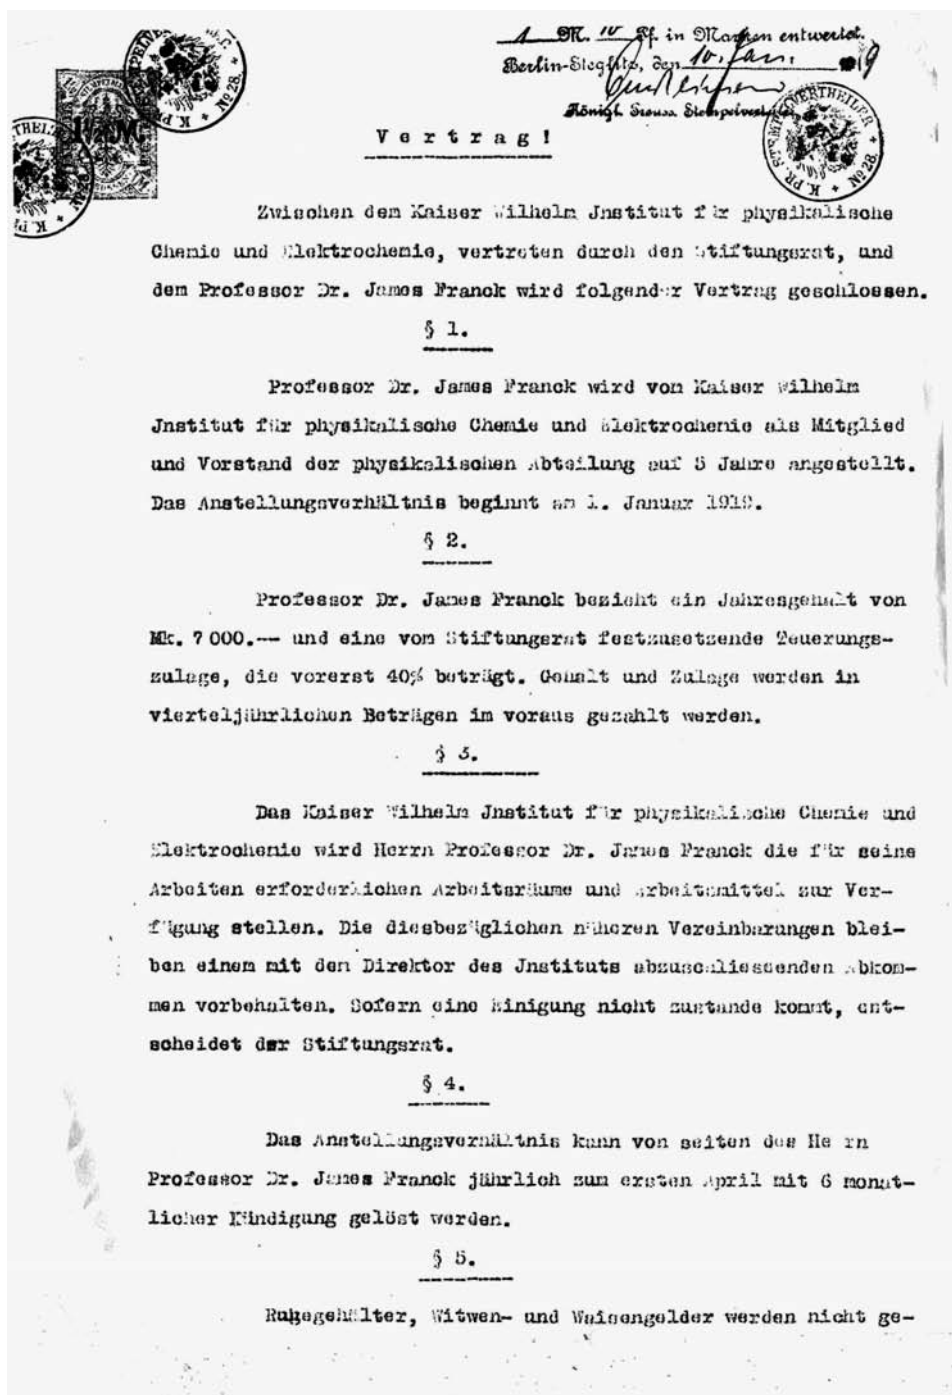 1 M. 10 Pf. in Marken entwertet.
Berlin-Steglitz, den 10. Jan. 19
Königl. Preuss. Stempelverteiler
K. PR. STEMPELVERTHEILER
No 28.
Vertrag!
Zwischen dem Kaiser Wilhelm Jnstitut für physikalische
Chemie und Elektrochemie, vertreten durch den Stiftungsrat, und
dem Professor Dr. James Franck wird folgender Vertrag geschlossen.
§ 1.
Professor Dr. James Franck wird von Kaiser Wilhelm
Jnstitut für physikalische Chemie und Elektrochemie als Mitglied
und Vorstand der physikalischen Abteilung auf 5 Jahre angestellt.
Das Anstellungsverhältnis beginnt am 1. Januar 1919.
§ 2.
Professor Dr. James Franck bezieht ein Jahresgehalt von
Mk. 7 000.-- und eine vom Stiftungsrat festzusetzende Teuerungs-
zulage, die vorerst 40% beträgt. Gehalt und Zulage werden in
vierteljährlichen Beträgen im voraus gezahlt werden.
§ 3.
Das Kaiser Wilhelm Jnstitut für physikalische Chemie und
Elektrochemie wird Herrn Professor Dr. James Franck die für seine
Arbeiten erforderlichen Arbeitsräume und Arbeitsmittel zur Ver-
fügung stellen. Die diesbezüglichen näheren Vereinbarungen blei-
ben einem mit den Direktor des Jnstituts abzuschliessenden Abkom-
men vorbehalten. Sofern eine Einigung nicht zustande kommt, ent-
scheidet der Stiftungsrat.
§ 4.
Das Anstellungsverhältnis kann von seiten des Herrn
Professor Dr. James Franck jährlich zum ersten April mit 6 monat-
licher Kündigung gelöst werden.
§ 5.
Ruhegehälter, Witwen- und Waisengelder werden nicht ge-